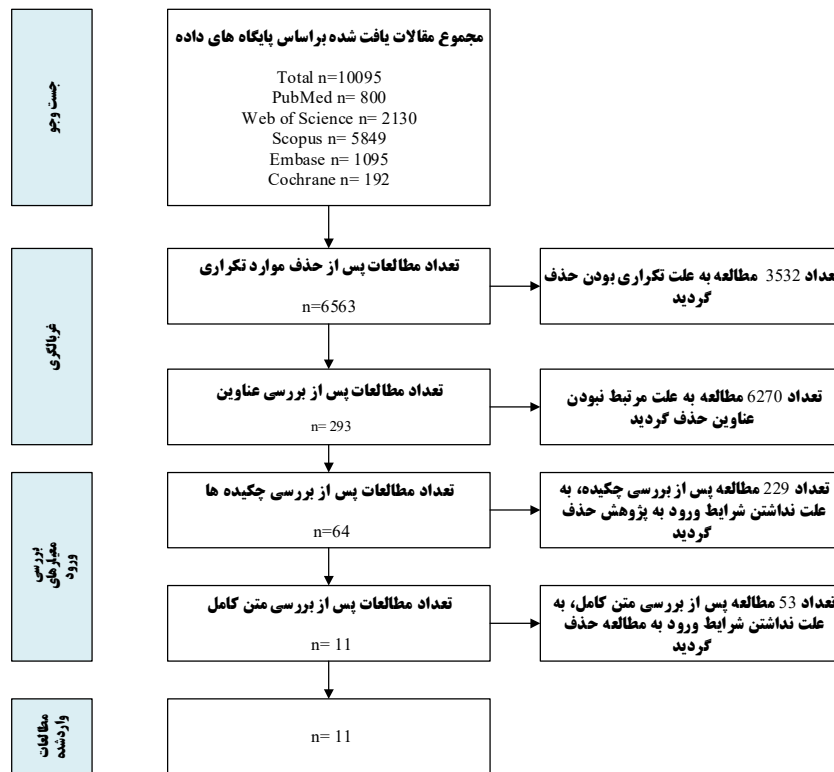 جست وجو
مجموع مقالات یافت شده براساس پایگاه های داده
Total n=10095
PubMed n= 800
Web of Science n= 2130
Scopus n= 5849
Embase n= 1095
Cochrane n= 192
غربالگری
تعداد مطالعات پس از حذف موارد تکراری
n=6563
تعداد 3532 مطالعه به علت تکراری بودن حذف
گردید
تعداد مطالعات پس از بررسی عناوین
n= 293
تعداد 6270 مطالعه به علت مرتبط نبودن
عناوین حذف گردید
بررسی
معیارهای
ورود
تعداد مطالعات پس از بررسی چکیده ها
n=64
تعداد 229 مطالعه پس از بررسی چکیده، به
علت نداشتن شرایط ورود به پژوهش حذف
گردید
تعداد مطالعات پس از بررسی متن کامل
n= 11
تعداد 53 مطالعه پس از بررسی متن کامل، به
علت نداشتن شرایط ورود به مطالعه حذف
گردید
مطالعات
واردشده
n= 11